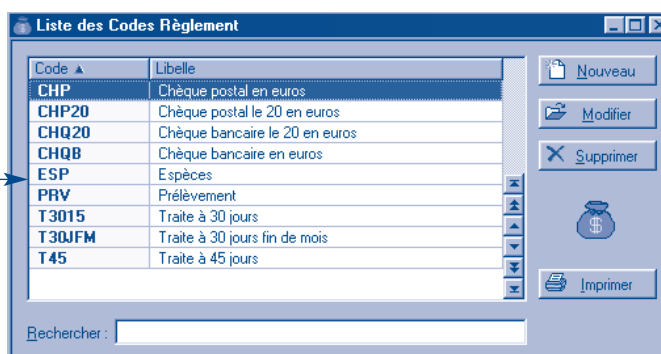 Liste des Codes Règlement
Code Libelle
CHP Chèque postal en euros
CHP20 Chèque postal le 20 en euros
CHQ20 Chèque bancaire le 20 en euros
CHQB Chèque bancaire en euros
ESP Espèces
PRV Prélèvement
T3015 Traite à 30 jours
T30JFM Traite à 30 jours fin de mois
T45 Traite à 45 jours
Nouveau
Modifier
Supprimer
$
Imprimer
Rechercher :